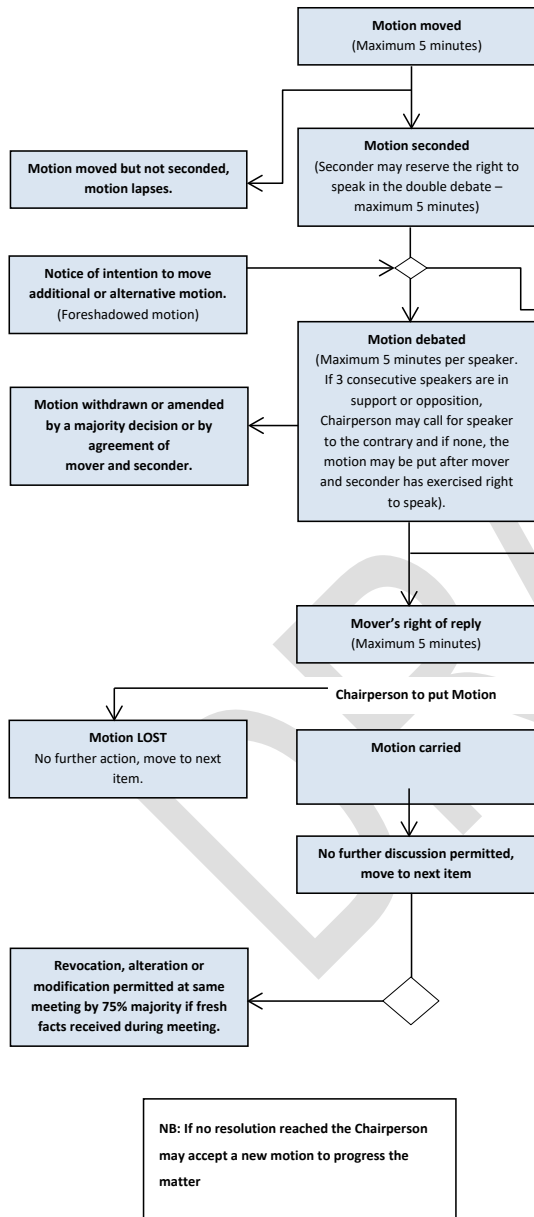 Motion moved
(Maximum 5 minutes)
Motion seconded
(Seconder may reserve the right to
speak in the double debate –
maximum 5 minutes)
Motion moved but not seconded,
motion lapses.
Notice of intention to move
additional or alternative motion.
(Foreshadowed motion)
Motion debated
(Maximum 5 minutes per speaker.
If 3 consecutive speakers are in
support or opposition,
Chairperson may call for speaker
to the contrary and if none, the
motion may be put after mover
and seconder has exercised right
to speak).
Motion withdrawn or amended
by a majority decision or by
agreement of
mover and seconder.
Mover’s right of reply
(Maximum 5 minutes)
Chairperson to put Motion
Motion LOST
No further action, move to next
item.
Motion carried
No further discussion permitted,
move to next item
Revocation, alteration or
modification permitted at same
meeting by 75% majority if fresh
facts received during meeting.
NB: If no resolution reached the Chairperson
may accept a new motion to progress the
matter